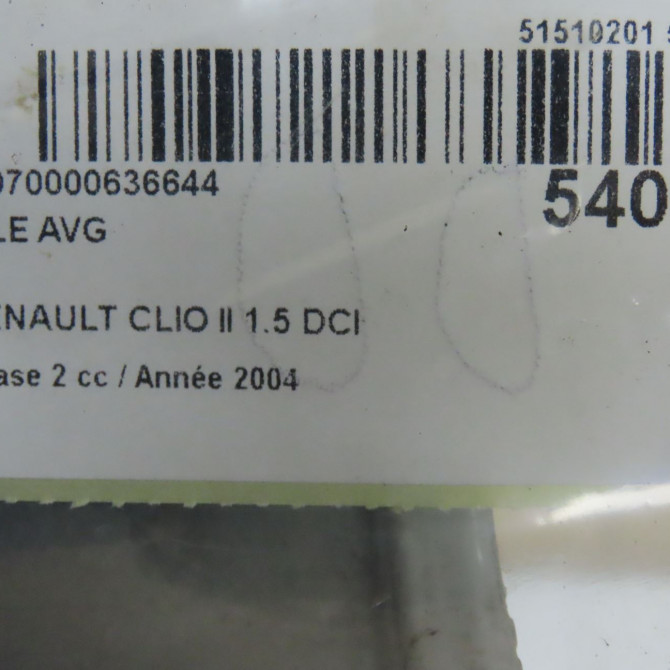 51510201
070000636644
540
LE AVG
ENAULT CLIO II 1.5 DCI
ase 2 cc / Année 2004